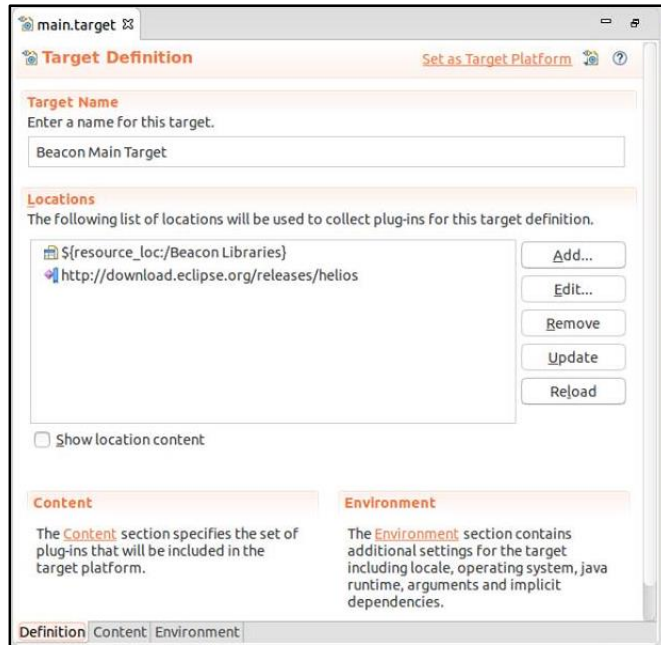 main.target
Target Definition
Set as Target Platform
Target Name
Enter a name for this target.
Beacon Main Target
Locations
The following list of locations will be used to collect plug-ins for this target definition.
${resource_loc:/Beacon Libraries}
http://download.eclipse.org/releases/helios
Add...
Edit...
Remove
Update
Reload
Show location content
Content
The Content section specifies the set of
plug-ins that will be included in the
target platform.
Environment
The Environment section contains
additional settings for the target
including locale, operating system, java
runtime, arguments and implicit
dependencies.
Definition Content Environment